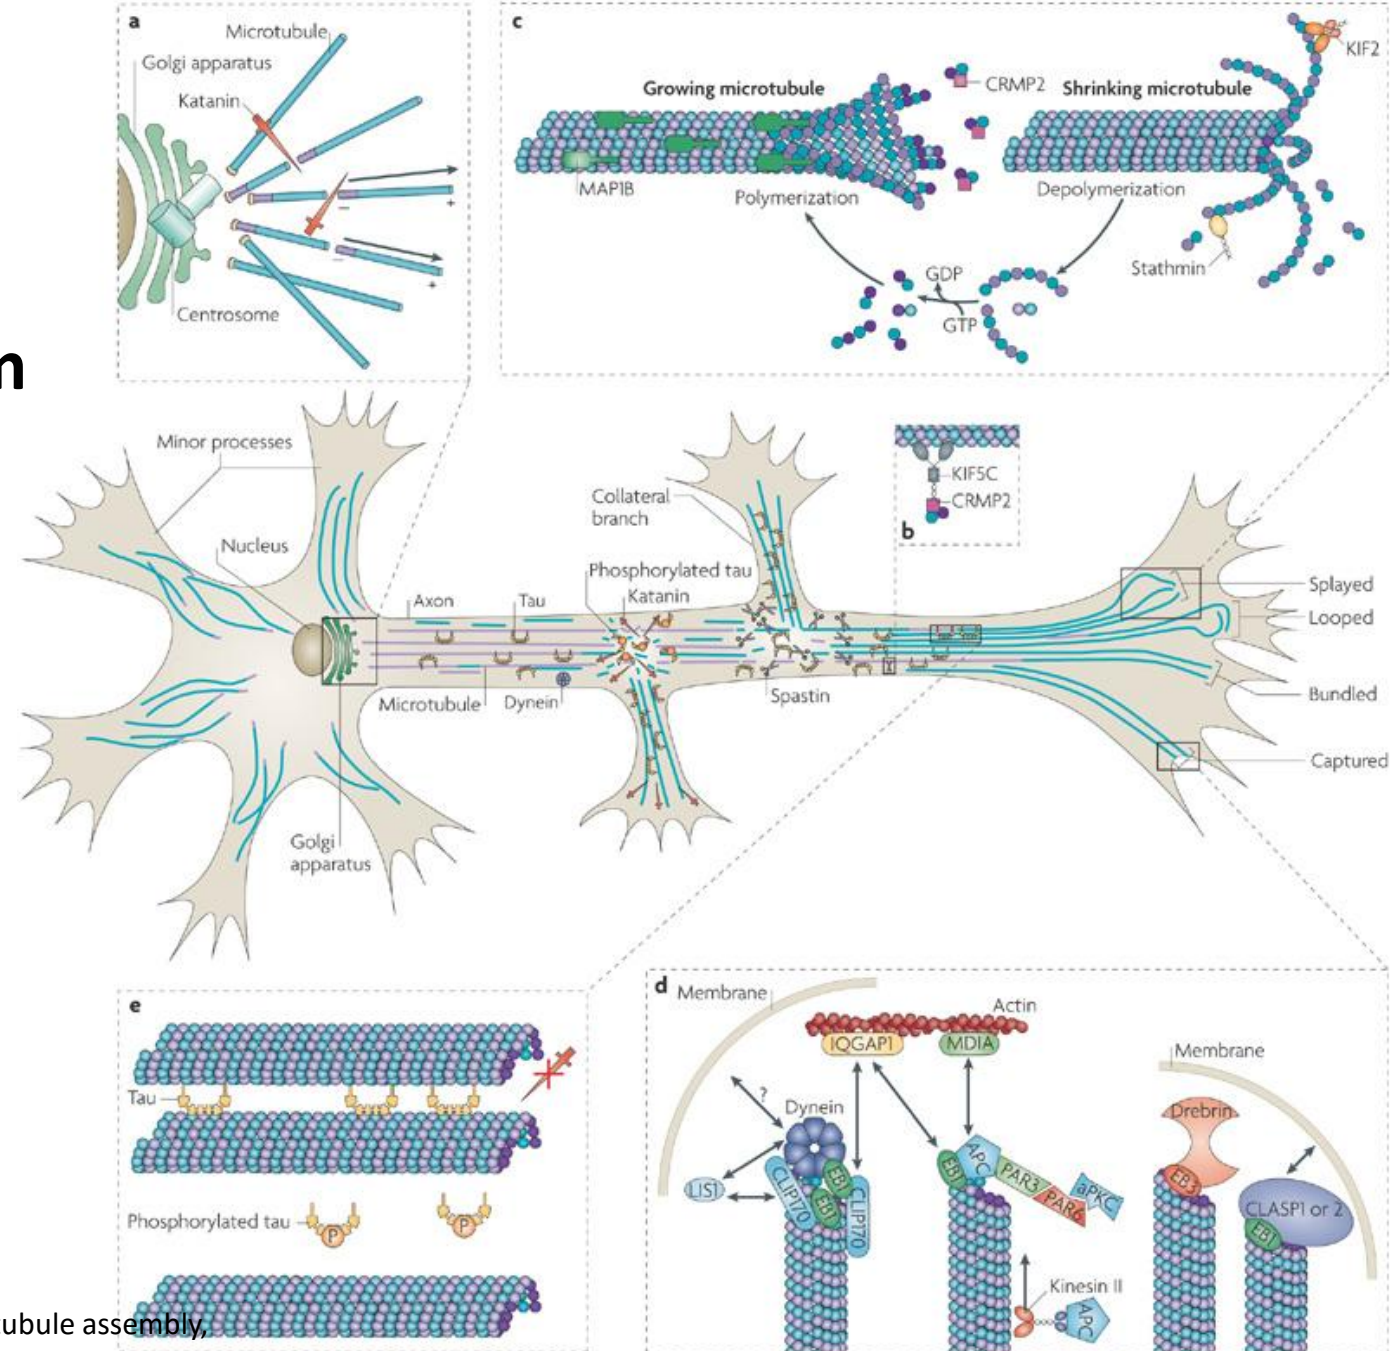 a
Microtubule
Golgi apparatus
Katanin
Centrosome
+
+
−
−
c
Growing microtubule
CRMP2
Shrinking microtubule
KIF2
MAP1B
Polymerization
Depolymerization
Stathmin
GDP
GTP
n
Minor processes
Nucleus
Collateral
branch
KIF5C
CRMP2
b
Phosphorylated tau
Katanin
Axon
Tau
Splayed
Looped
Microtubule
Dynein
Spastin
Bundled
Captured
Golgi
apparatus
e
Tau
Phosphorylated tau
P
P
tubule assembly,
d
Membrane
Actin
IQGAP1
MDIA
?
Dynein
LIS1
CLIP170
EB1
EB1
CLIP170
EB1
APC
PAR3
PAR6
aPKC
Kinesin II
APC
Membrane
Drebrin
EB3
CLASP1 or 2
EB1